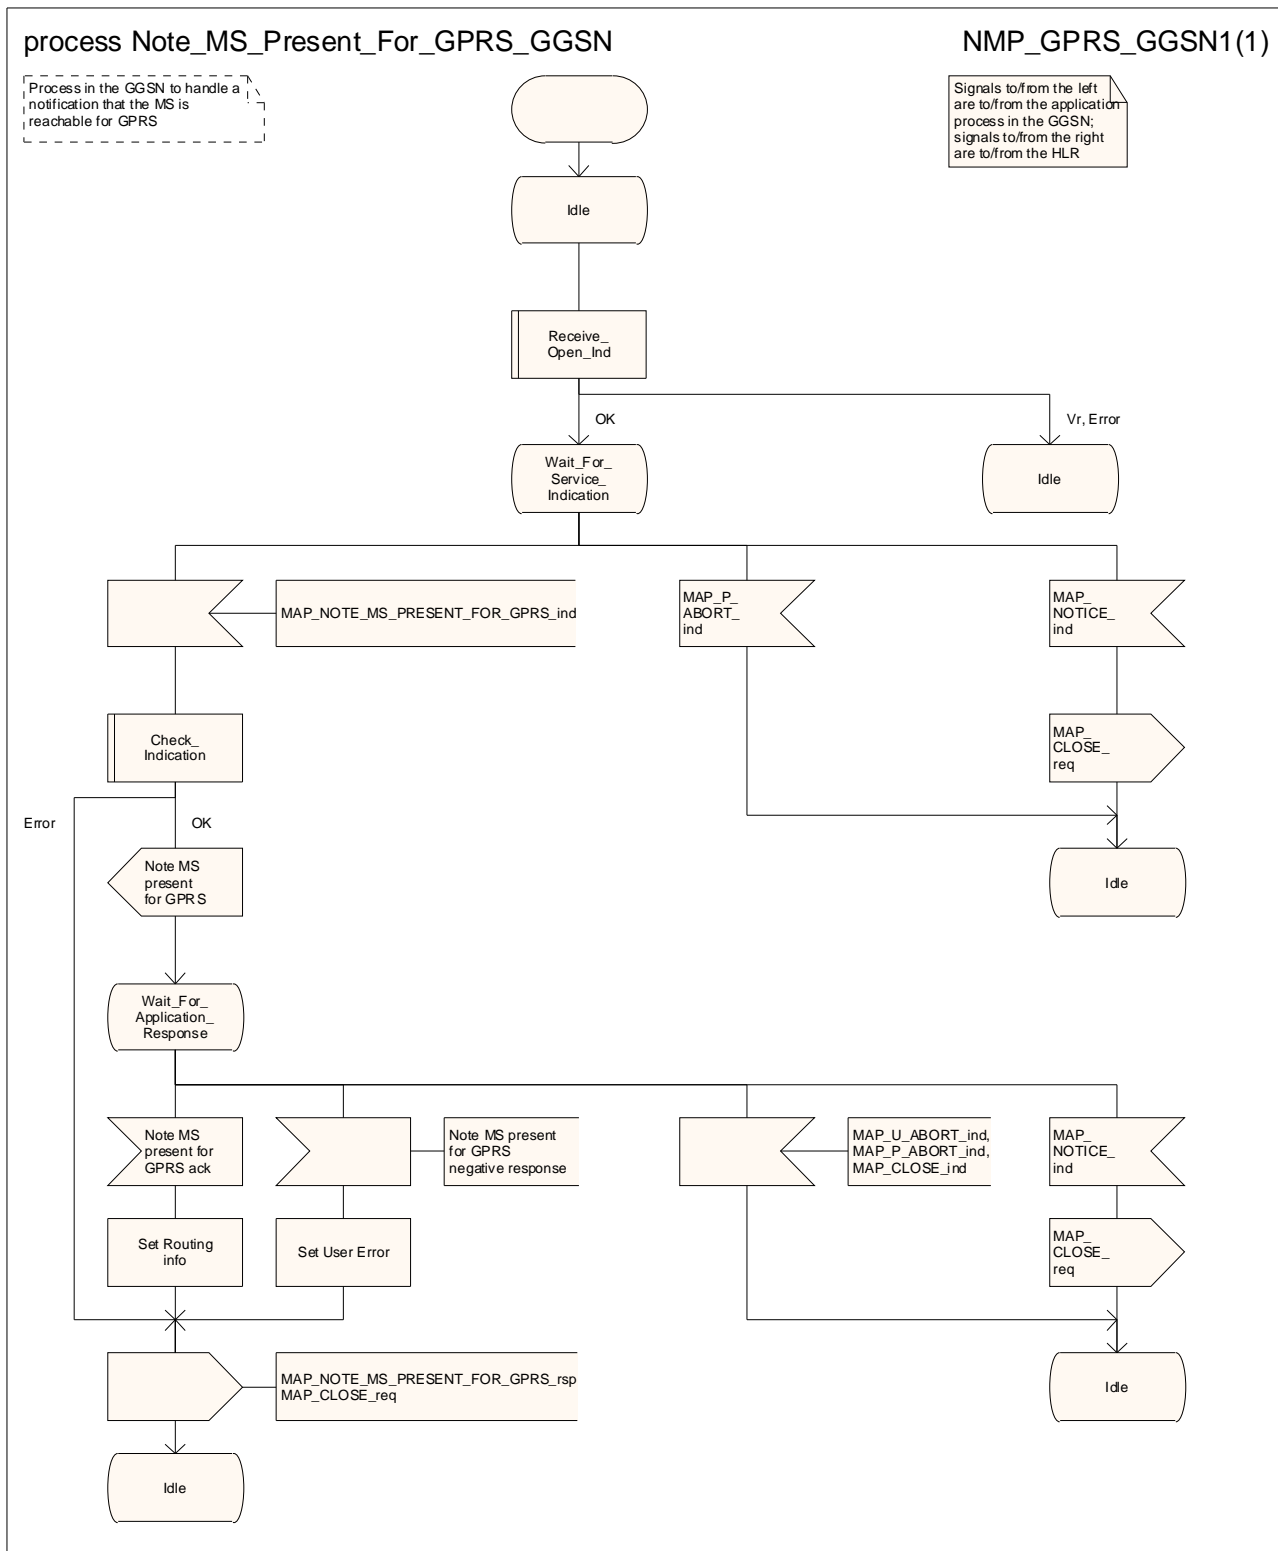 process Note_MS_Present_For_GPRS_GGSN
NMP_GPRS_GGSN1(1)
Process in the GGSN to handle a
notification that the MS is
reachable for GPRS
Signals to/from the left
are to/from the application
process in the GGSN;
signals to/from the right
are to/from the HLR
Idle
Receive_
Open_Ind
OK
Vr, Error
Wait_For_
Service_
Indication
Idle
MAP_NOTE_MS_PRESENT_FOR_GPRS_ind
MAP_P_
ABORT_
ind
MAP_
NOTICE_
ind
Check_
Indication
MAP_
CLOSE_
req
Error
OK
Note MS
present
for GPRS
Idle
Wait_For_
Application_
Response
Note MS
present for
GPRS ack
Note MS present
for GPRS
negative response
MAP_U_ABORT_ind,
MAP_P_ABORT_ind,
MAP_CLOSE_ind
MAP_
NOTICE_
ind
Set Routing
info
Set User Error
MAP_
CLOSE_
req
MAP_NOTE_MS_PRESENT_FOR_GPRS_rsp
MAP_CLOSE_req
Idle
Idle